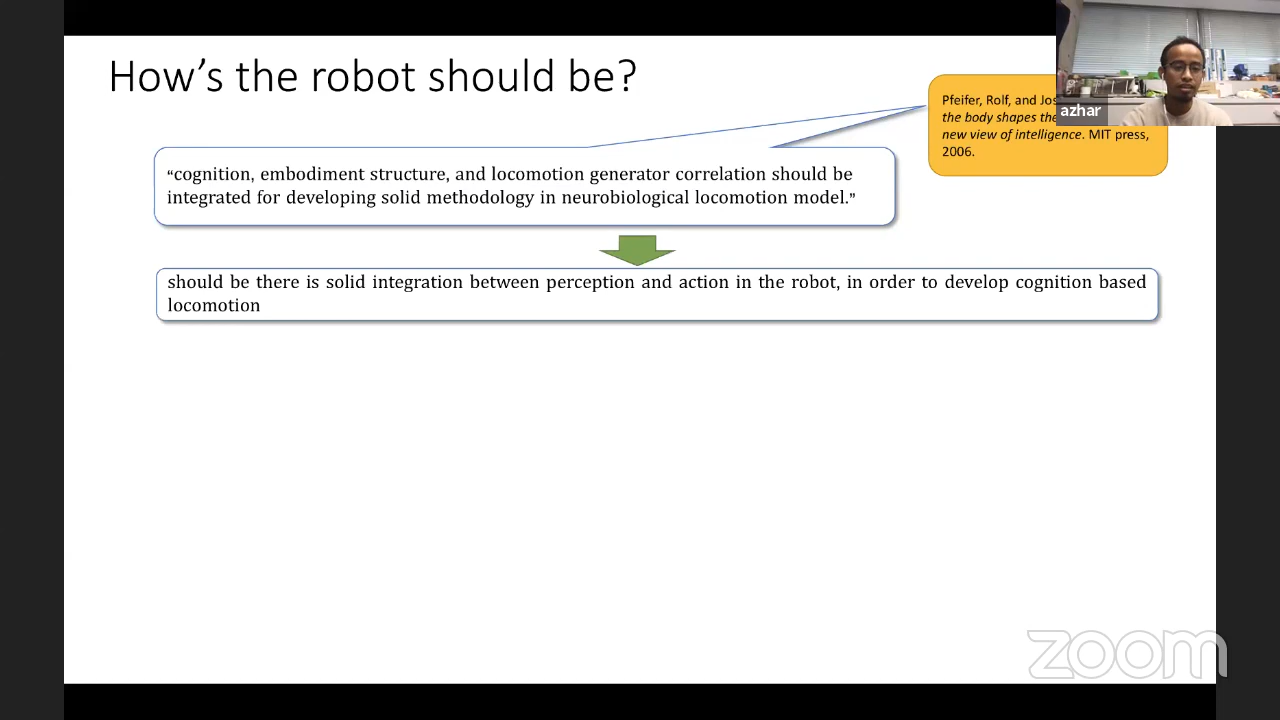 How's the robot should be?
Pfeifer, Rolf, and Jos
the body shapes the
new view of intelligence. MIT press,
2006.
azhar
“cognition, embodiment structure, and locomotion generator correlation should be
integrated for developing solid methodology in neurobiological locomotion model.”
should be there is solid integration between perception and action in the robot, in order to develop cognition based
locomotion
zoom